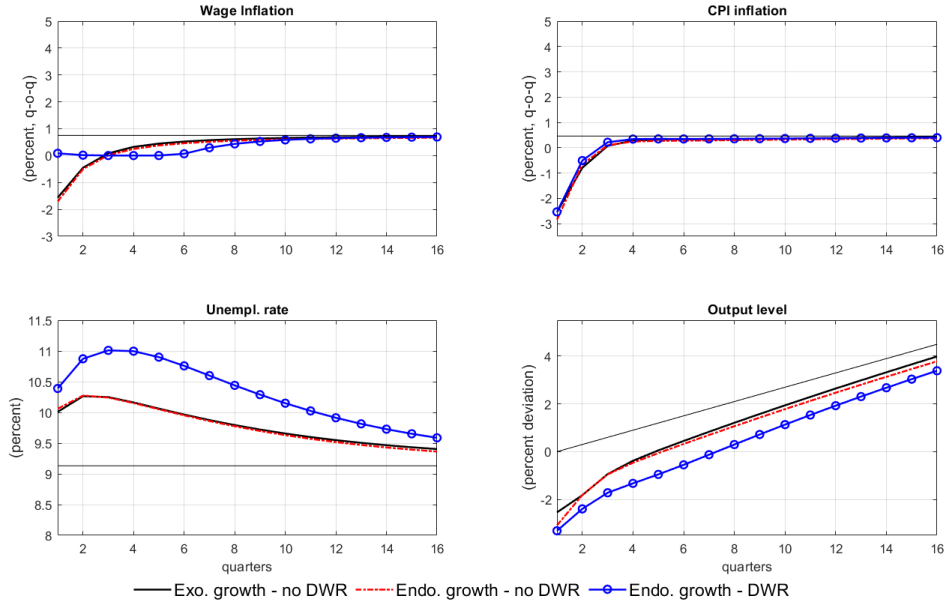 Wage Inflation
(percent, q-o-q)
5
4
3
2
1
0
-1
-2
-3
2 4 6 8 10 12 14 16
CPI inflation
(percent, q-o-q)
5
4
3
2
1
0
-1
-2
-3
2 4 6 8 10 12 14 16
Unempl. rate
(percent)
11.5
11
10.5
10
9.5
9
8.5
8
2 4 6 8 10 12 14 16
quarters
Output level
(percent deviation)
4
2
0
-2
2 4 6 8 10 12 14 16
quarters
Exo. growth - no DWR Endo. growth - no DWR Endo. growth - DWR